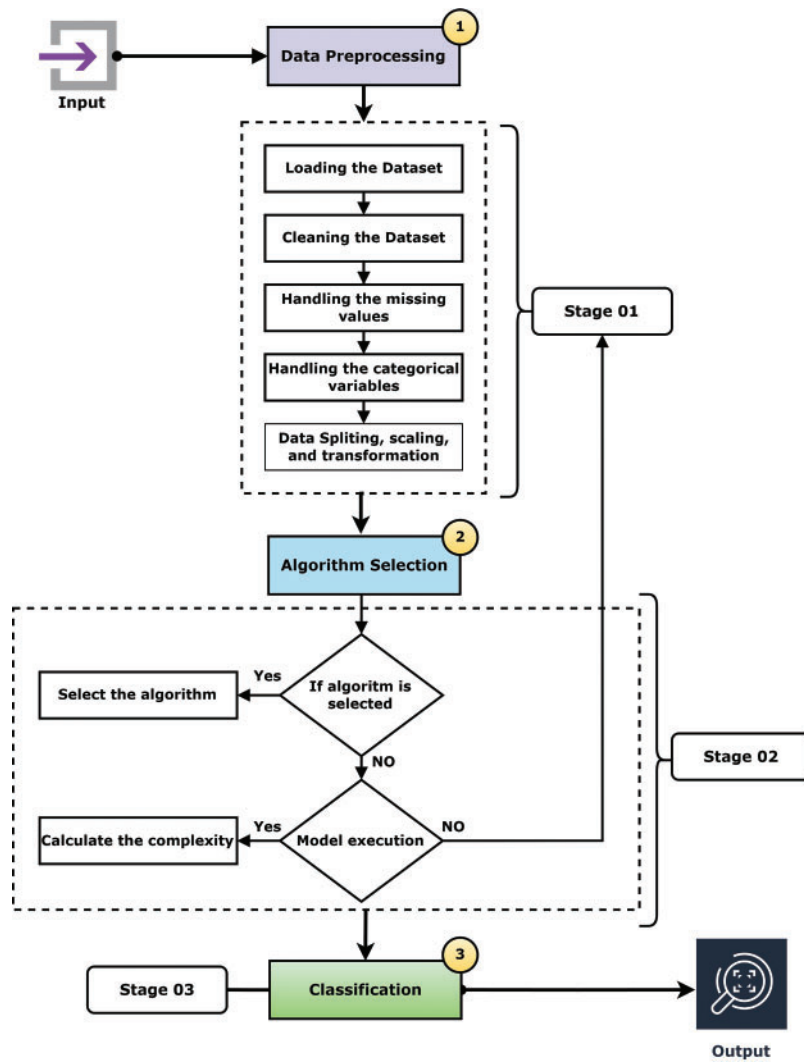 1
Data Preprocessing
Input
Loading the Dataset
Cleaning the Dataset
Handling the missing
values
Stage 01
Handling the categorical
variables
Data Spliting, scaling,
and transformation
2
Algorithm Selection
Yes
If algoritm is
selected
Select the algorithm
NO
Stage 02
Yes
NO
Calculate the complexity
Model execution
3
Stage 03
Classification
Output